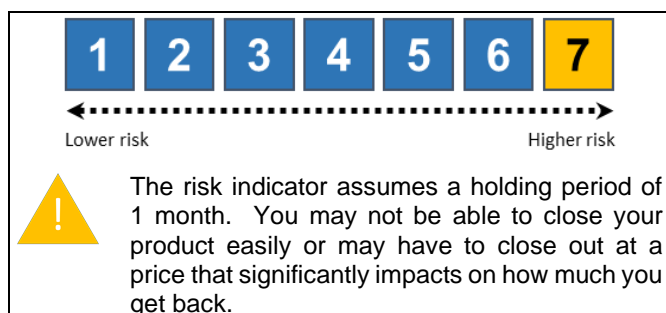 1 2 3 4 5 6 7
Lower risk Higher risk
!
The risk indicator assumes a holding period of
1 month. You may not be able to close your
product easily or may have to close out at a
price that significantly impacts on how much you
get back.